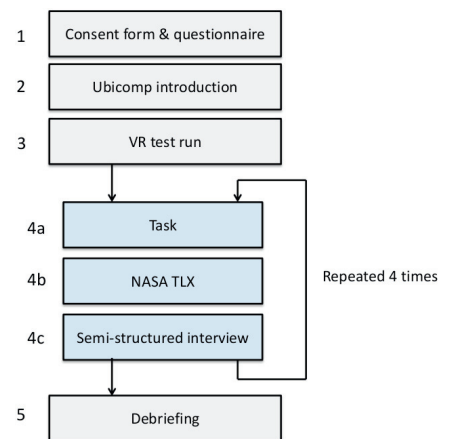 1 Consent form & questionnaire
2 Ubicomp introduction
3 VR test run
4a Task
4b NASA TLX
Repeated 4 times
4c Semi-structured interview
5 Debriefing